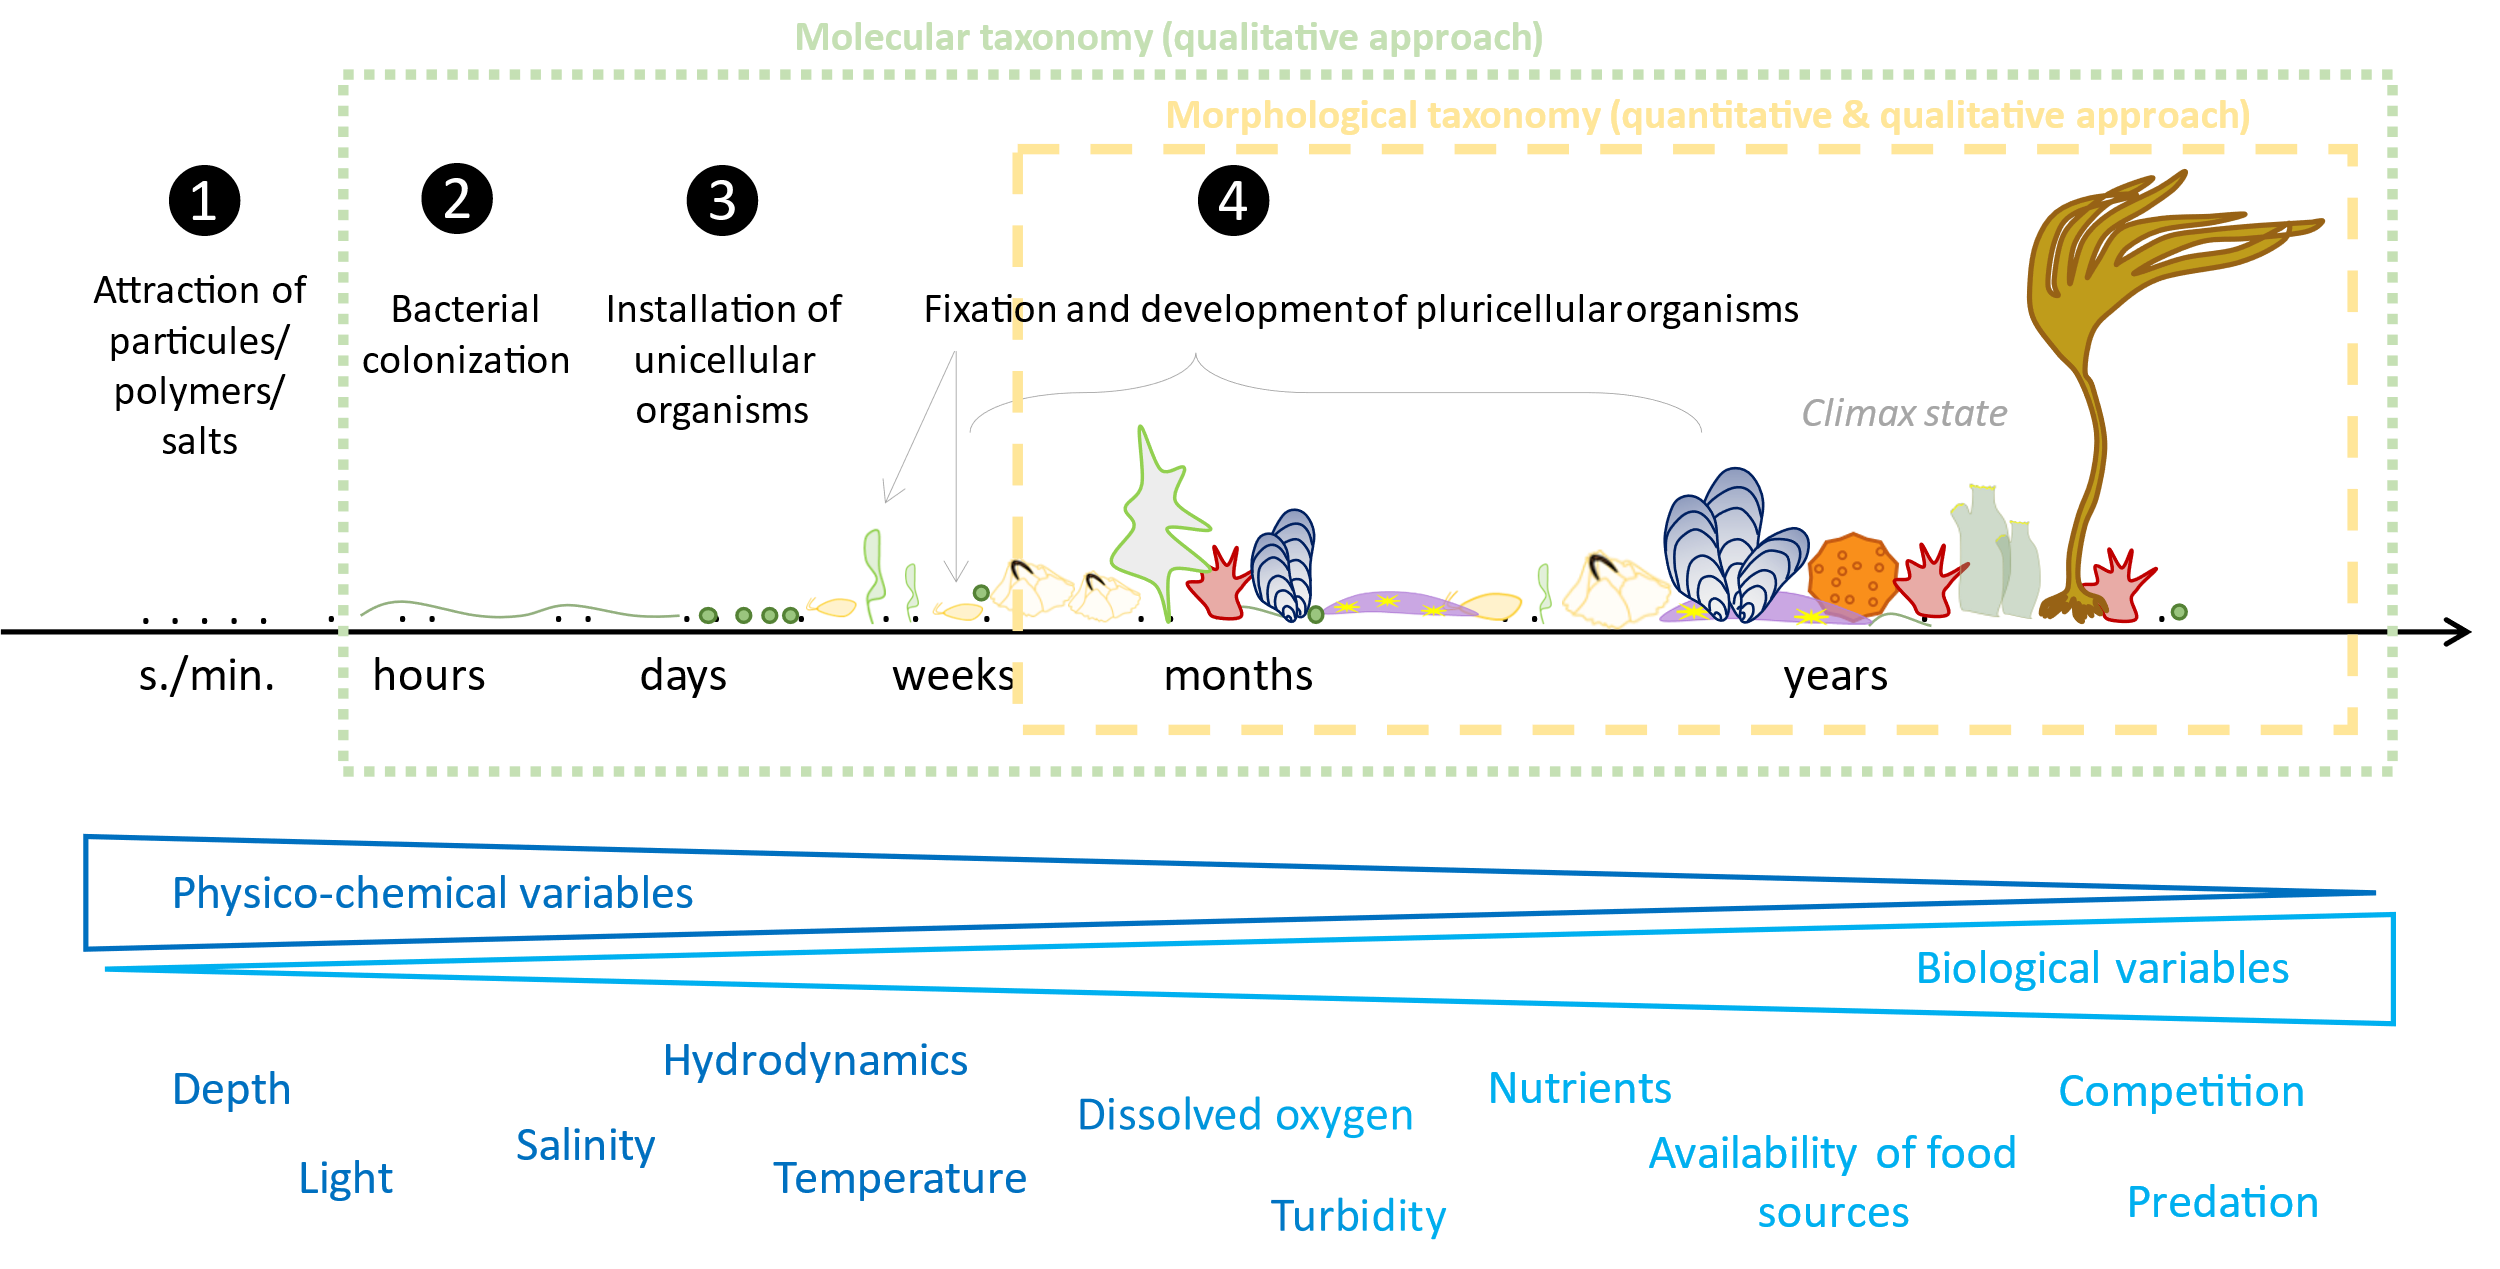 Molecular taxonomy (qualitative approach)
Morphological taxonomy (quantitative & qualitative approach)
1
2
3
4
Attraction of
particules/
polymers/
salts
Bacterial
colonization
Installation of
unicellular
organisms
Fixation and development of pluricellular organisms
Climax state
s./min.
hours
days
weeks
months
years
Physico-chemical variables
Biological variables
Depth
Light
Salinity
Hydrodynamics
Temperature
Dissolved oxygen
Turbidity
Nutrients
Availability of food
sources
Competition
Predation